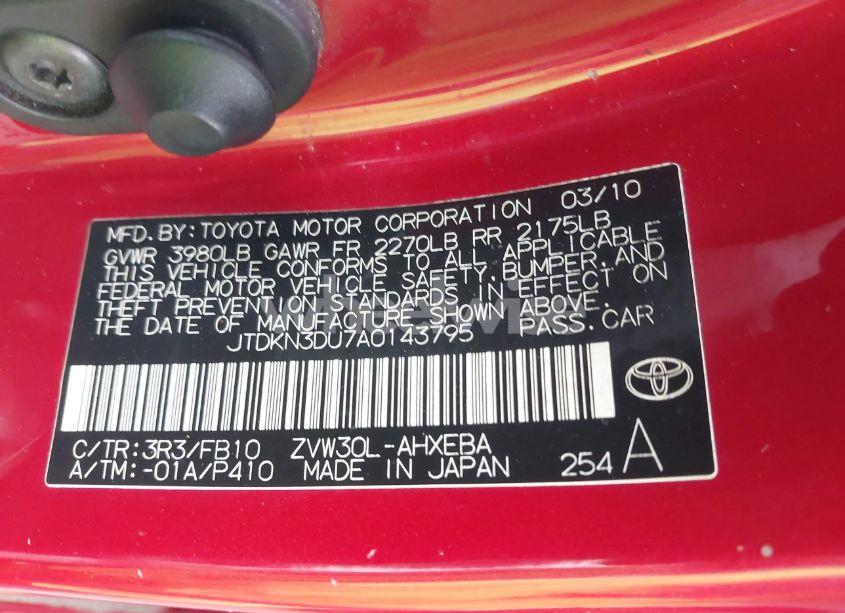 MFD. BY: TOYOTA MOTOR CORPORATION 03/10
GVWR 3980LB GAWR FR 2270LB RR 2175LB
THIS VEHICLE CONFORMS TO ALL APPLICABLE
FEDERAL MOTOR VEHICLE SAFETY, BUMPER, AND
THEFT PREVENTION STANDARDS IN EFFECT ON
THE DATE OF MANUFACTURE SHOWN ABOVE.
JTDKN3DU7A0143795 PASS. CAR
C/TR: 3R3/FB10 ZVW30L-AHXEBA
A/TM: -01A/P410 MADE IN JAPAN 254 A